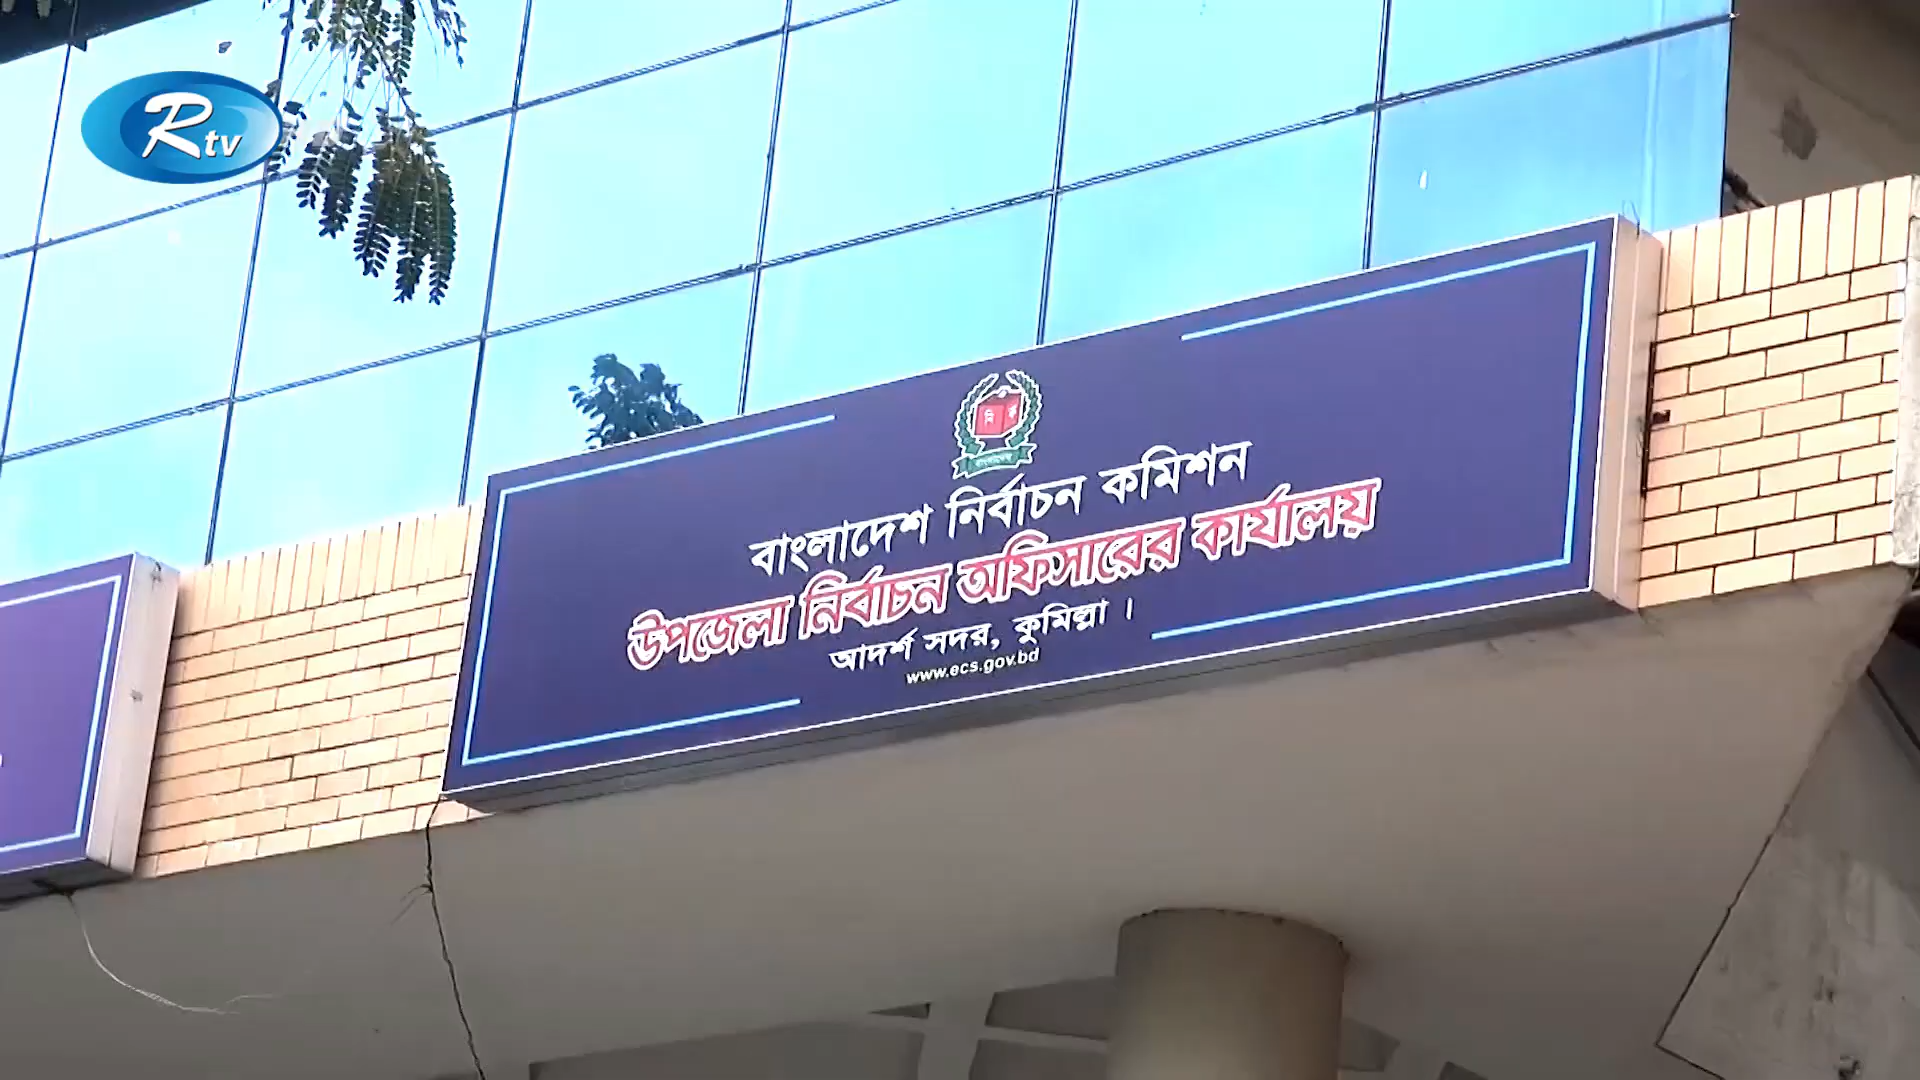 Rtv
নি ক
বাংলাদেশ
বাংলাদেশ নির্বাচন কমিশন
উপজেলা নির্বাচন অফিসারের কার্যালয়
আদর্শ সদর, কুমিল্লা ।
www.ecs.gov.bd